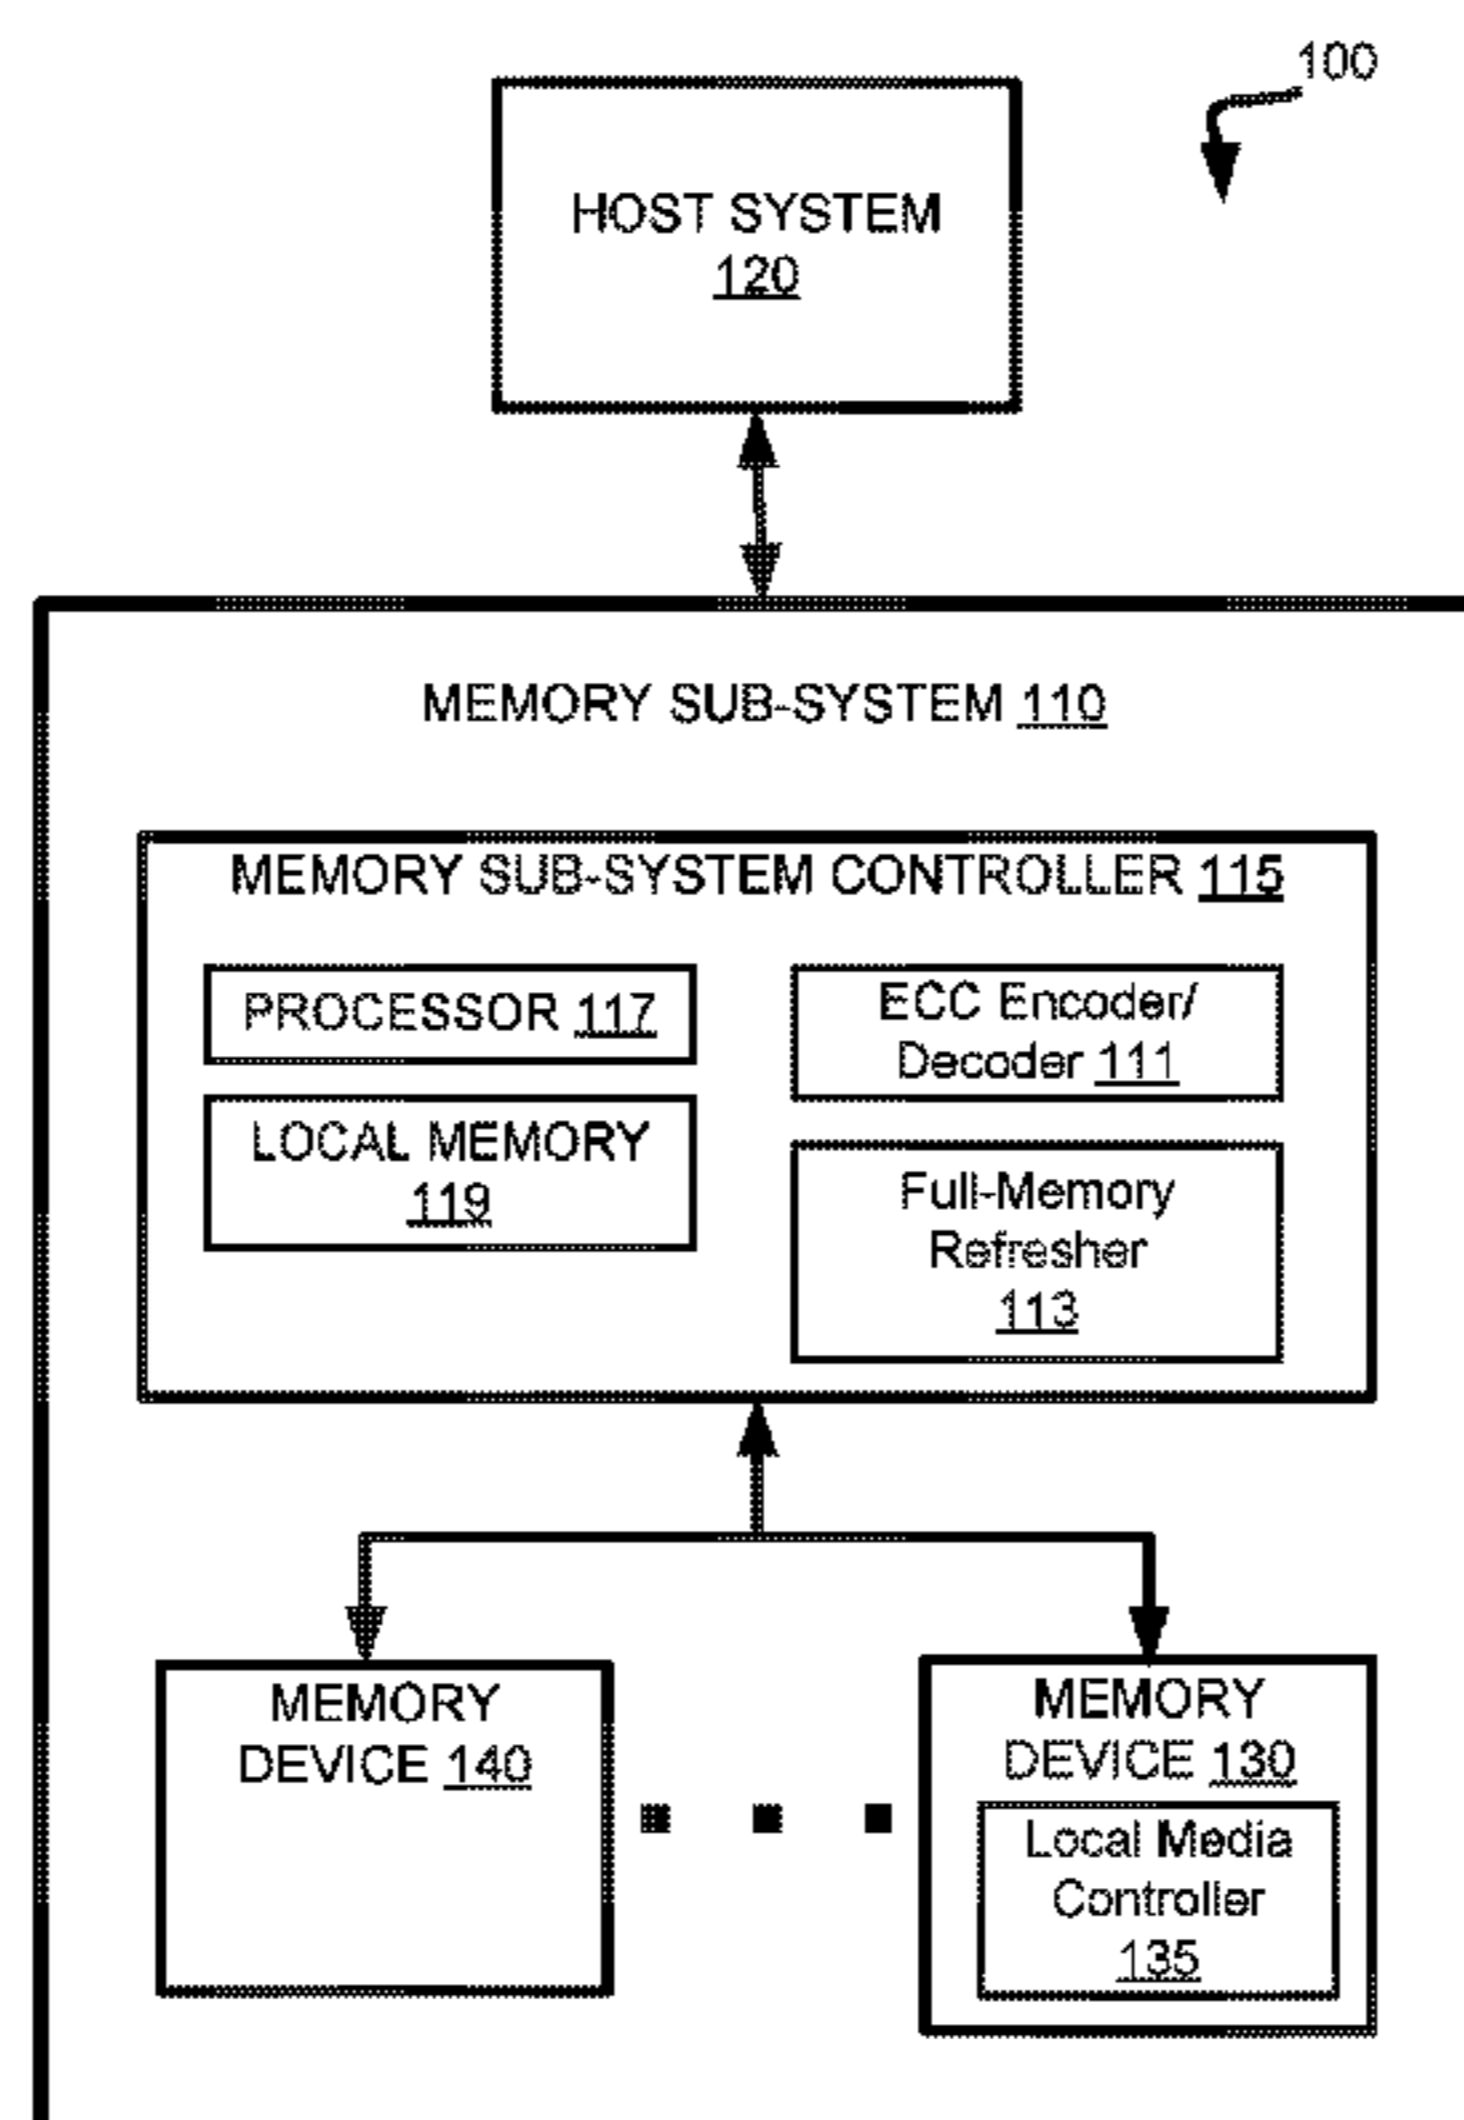 100
HOST SYSTEM
120
MEMORY SUB-SYSTEM 110
MEMORY SUB-SYSTEM CONTROLLER 115
PROCESSOR 117
LOCAL MEMORY
119
ECC Encoder/
Decoder 111
Full-Memory
Refresher
113
MEMORY
DEVICE 140
MEMORY
DEVICE 130
Local Media
Controller
135